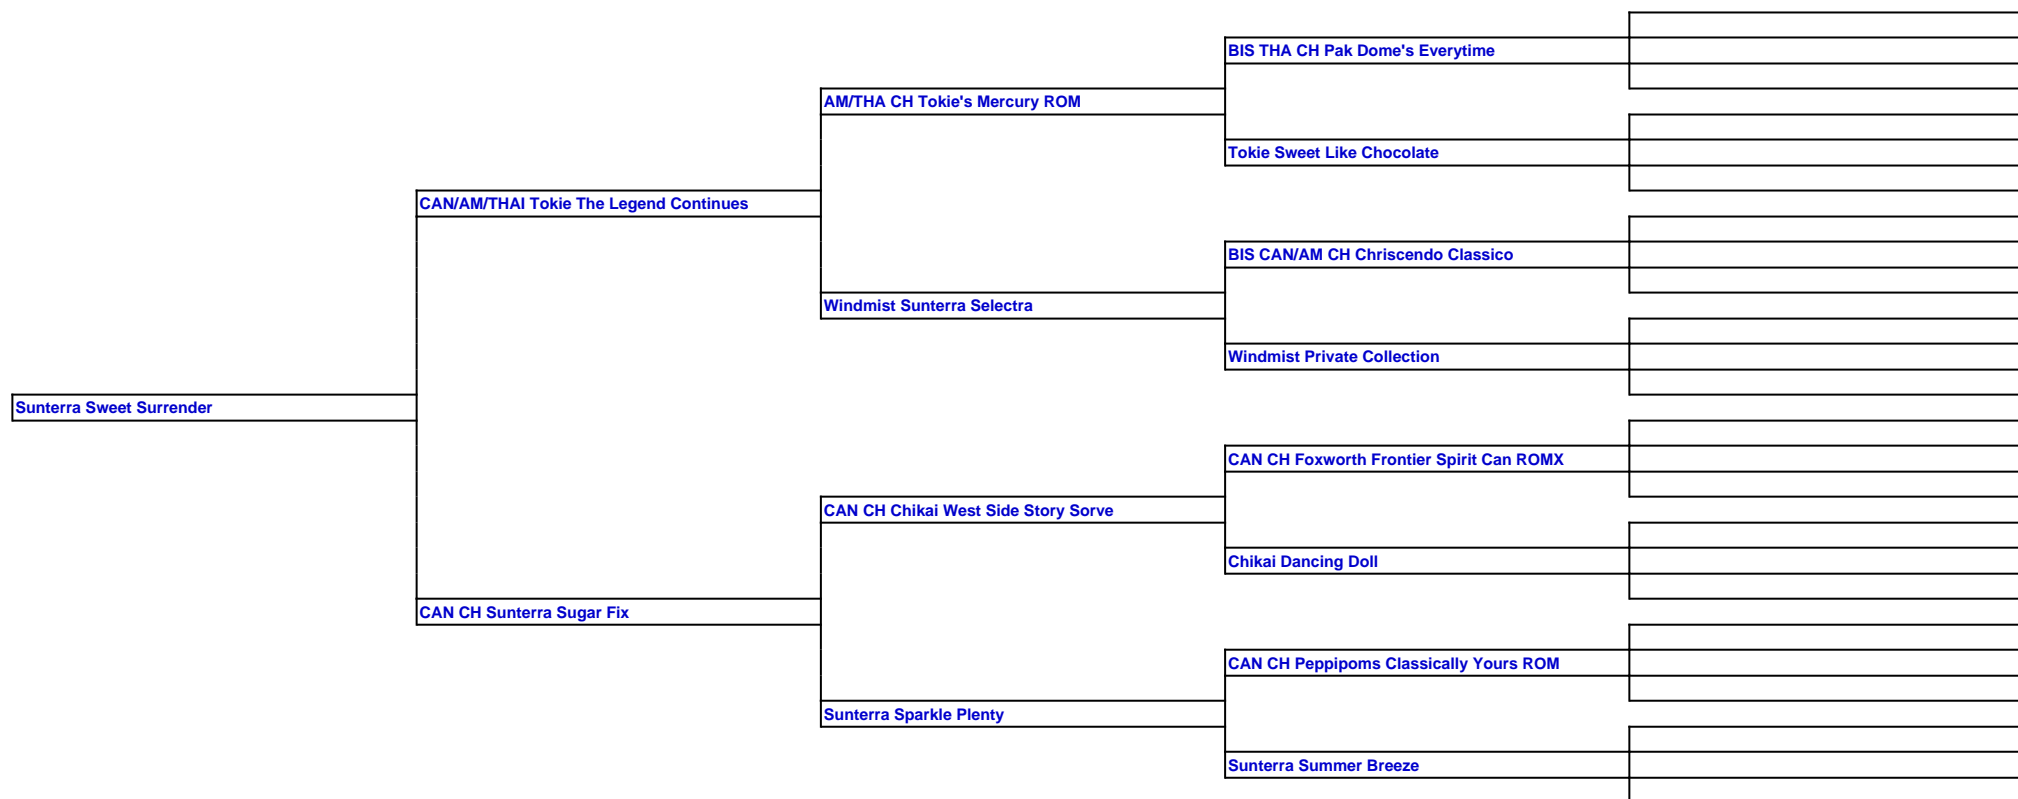 BIS THA CH Pak Dome's Everytime
AM/THA CH Tokie's Mercury ROM
Tokie Sweet Like Chocolate
CAN/AM/THAI Tokie The Legend Continues
BIS CAN/AM CH Chriscendo Classico
Windmist Sunterra Selectra
Windmist Private Collection
Sunterra Sweet Surrender
CAN CH Foxworth Frontier Spirit Can ROMX
CAN CH Chikai West Side Story Sorve
Chikai Dancing Doll
CAN CH Sunterra Sugar Fix
CAN CH Peppipoms Classically Yours ROM
Sunterra Sparkle Plenty
Sunterra Summer Breeze